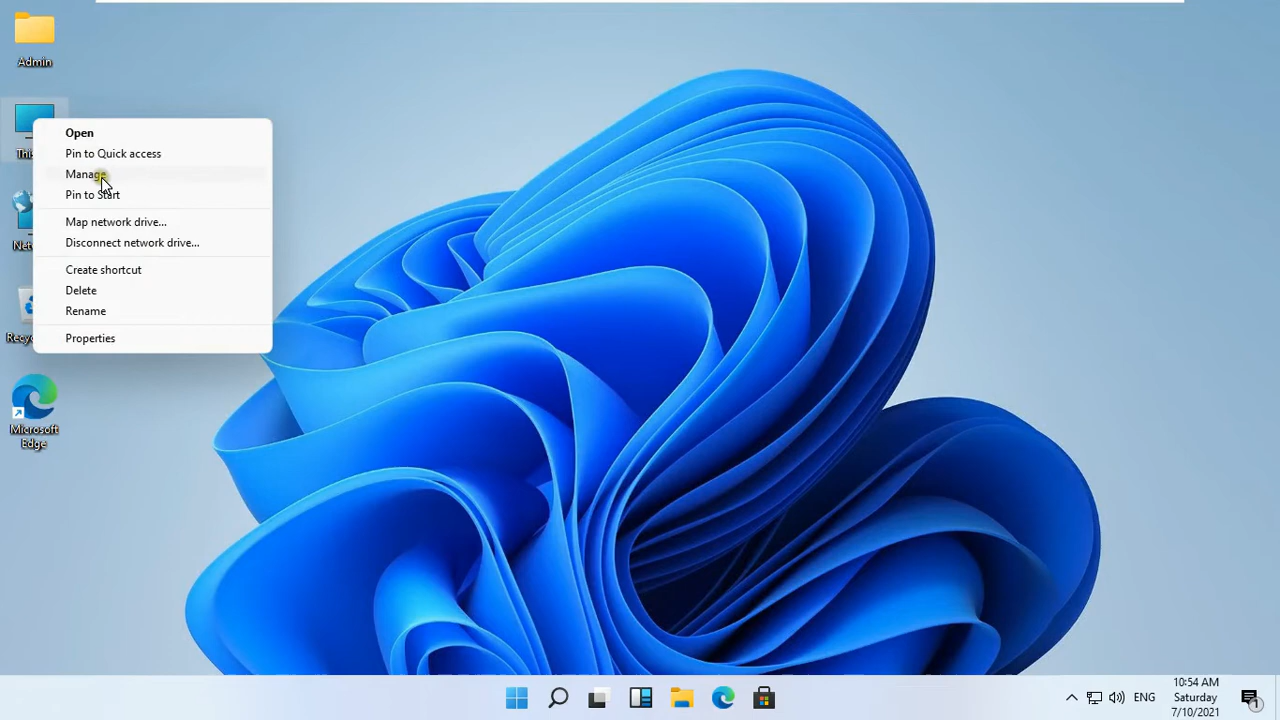 Admin
Open
Pin to Quick access
Manage
Pin to Start
Map network drive...
Disconnect network drive...
Create shortcut
Delete
Rename
Properties
Microsoft
Edge
ENG
10:54 AM
Saturday
7/10/2021
1